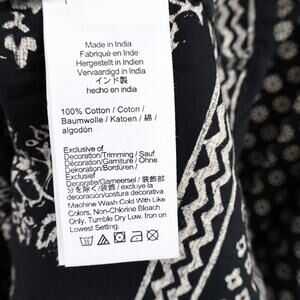 Made in India
Fabriqué en Inde
Hergestellt in Indien
Vervaardigd in India
インド製
hecho en India
100% Cotton / Coton /
Baumwolle / Katoen / 綿 /
algodón
Exclusive of
Decoration/Trimming / Sauf
Décoration/Garniture / Ohne
Dekoration/Bordüren /
Exclusief
Decoratie/Garneersel / 装飾部
分を除く/装飾 / excluye la
decoración/costura decorativa
Machine Wash Cold With Like
Colors, Non-Chlorine Bleach
Only, Tumble Dry Low, Iron on
Lowest Setting.